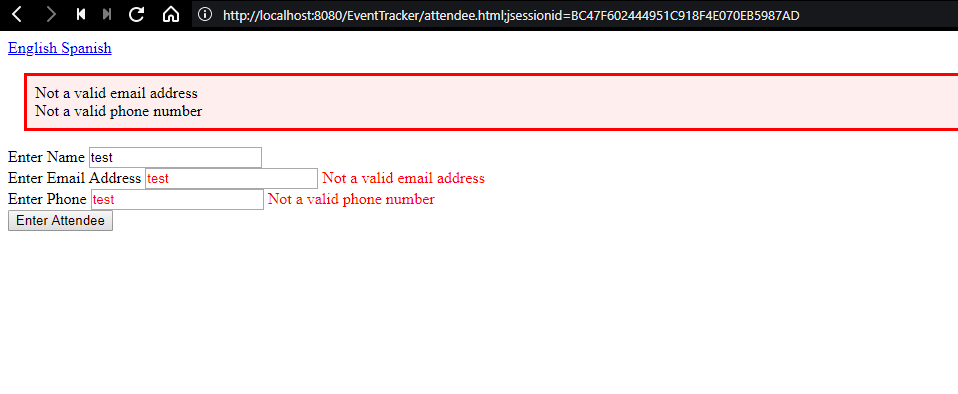 http://localhost:8080/EventTracker/attendee.html;jsessionid=BC47F602444951C918F4E070EB5987AD
English Spanish
Not a valid email address
Not a valid phone number
Enter Name test
Enter Email Address test Not a valid email address
Enter Phone test Not a valid phone number
Enter Attendee